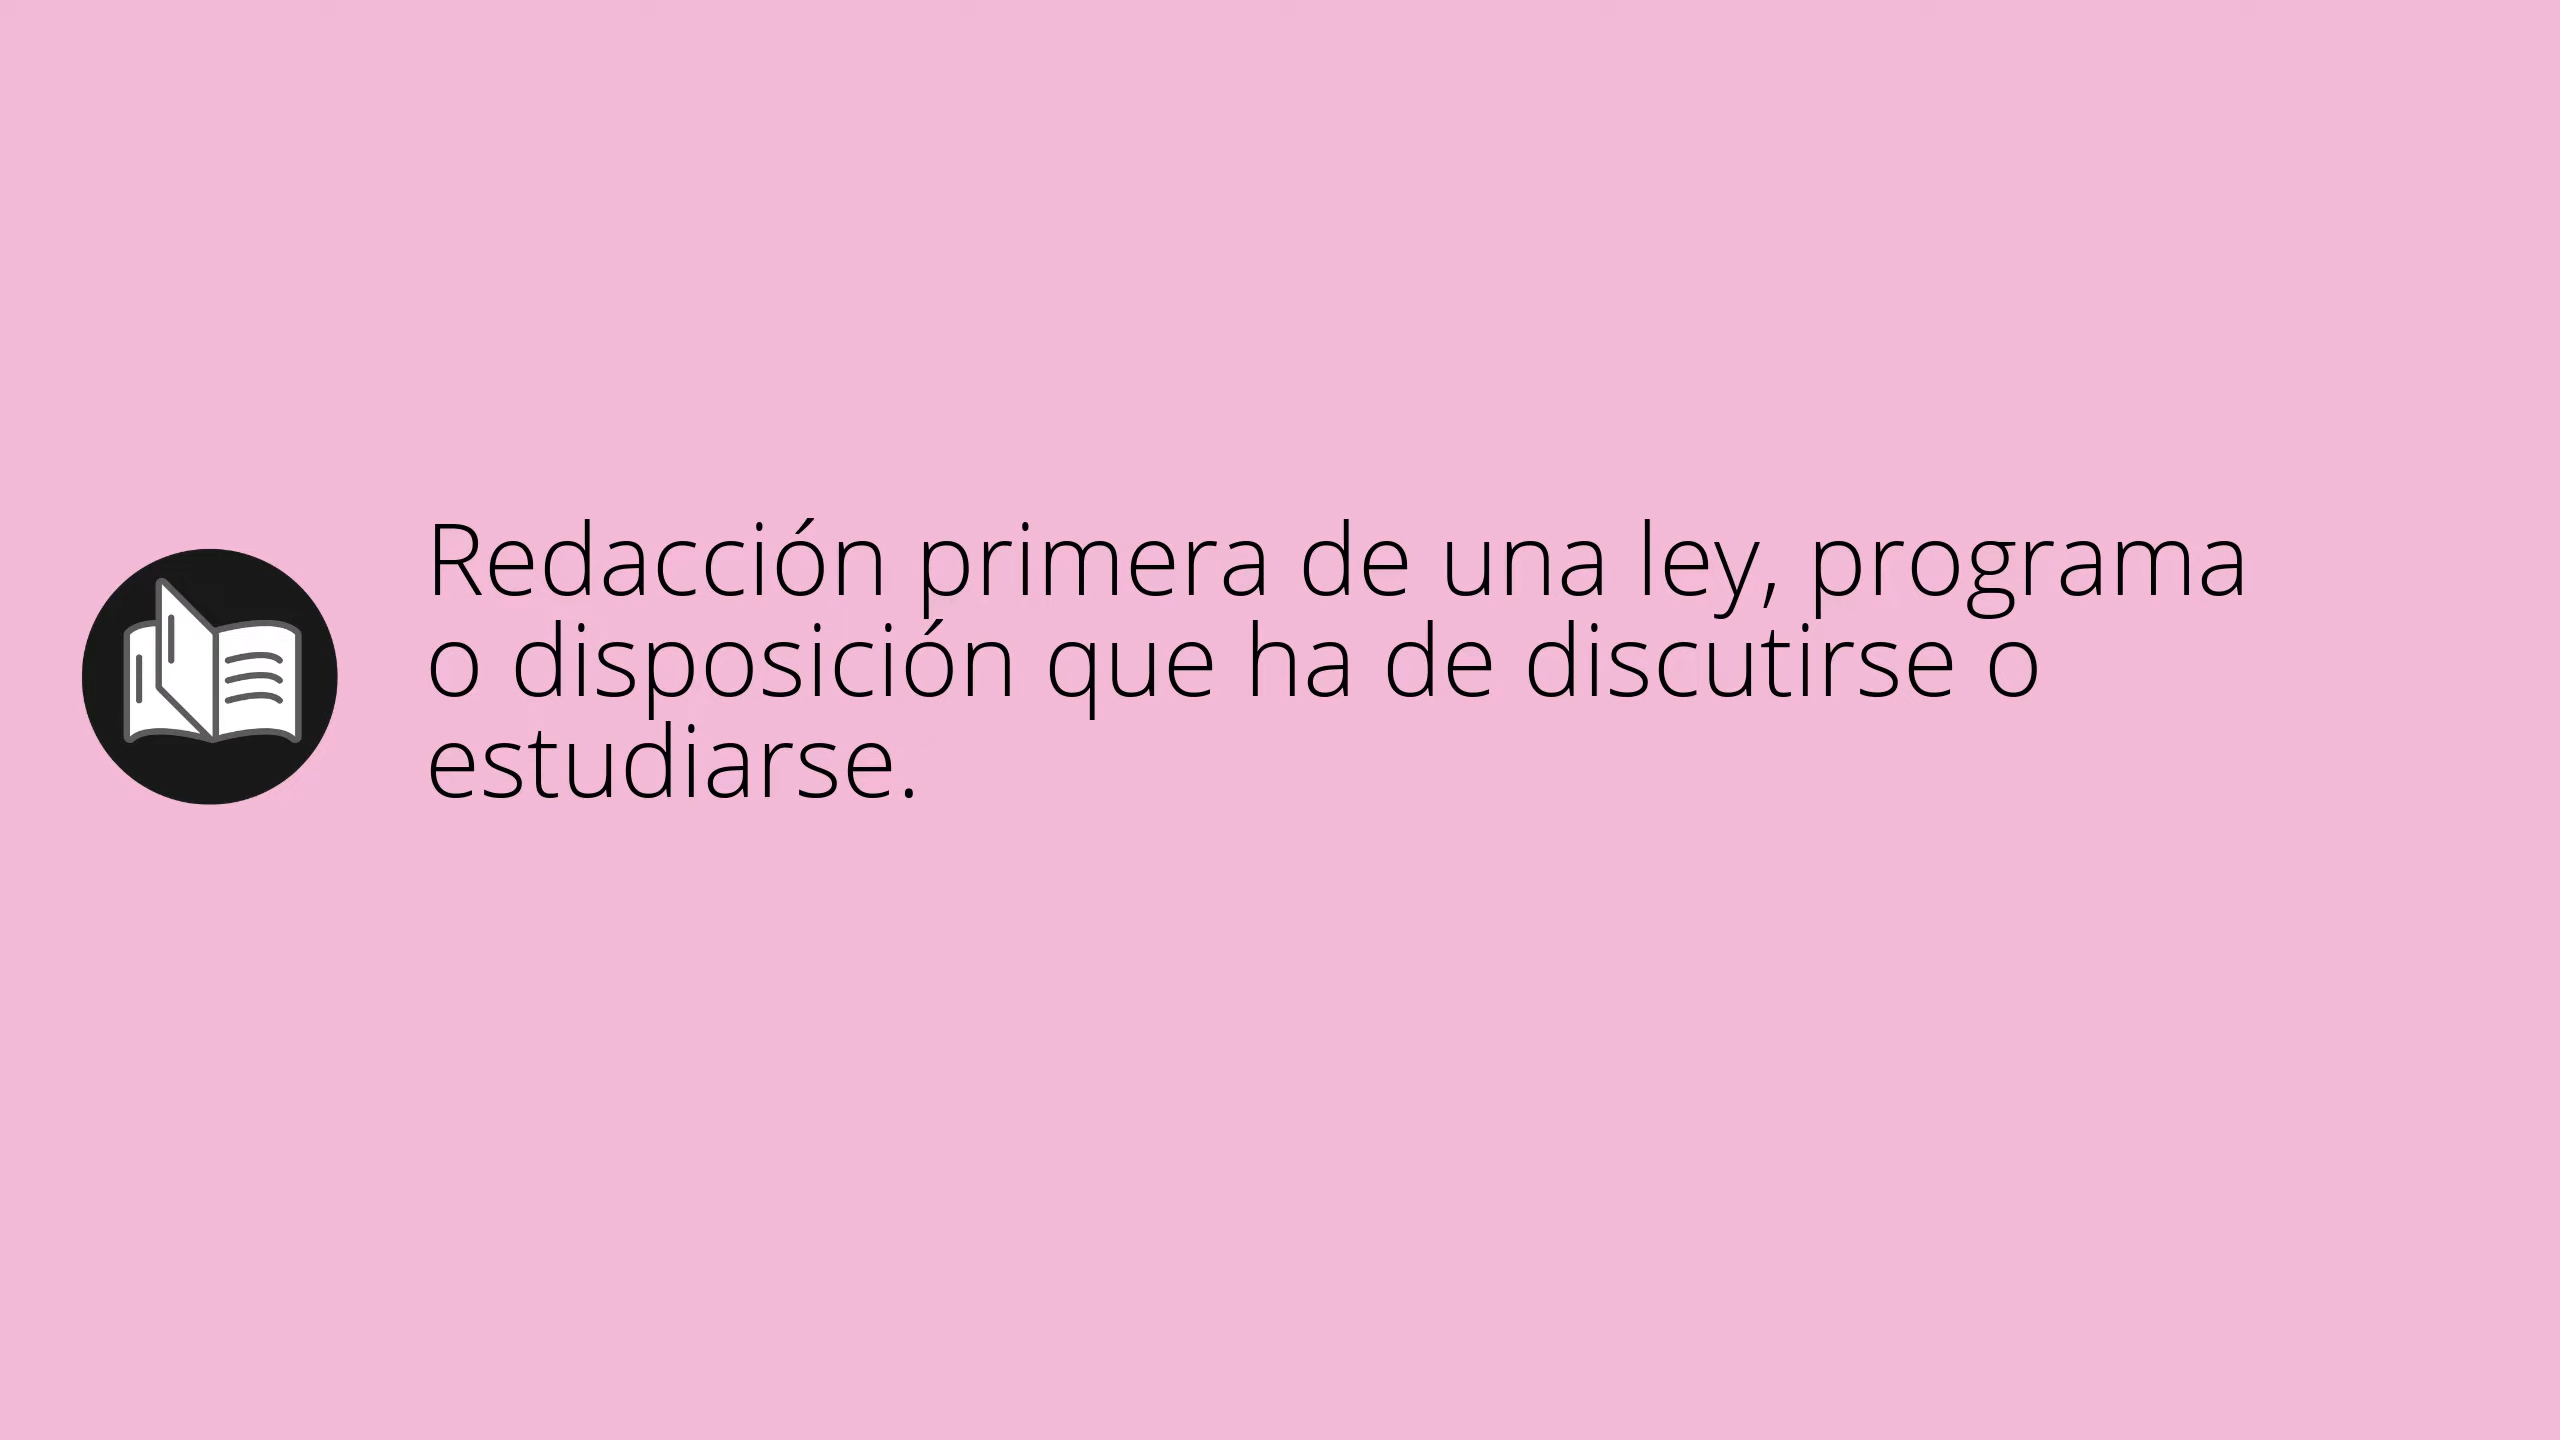 Redacción primera de una ley, programa
o disposición que ha de discutirse o
estudiarse.